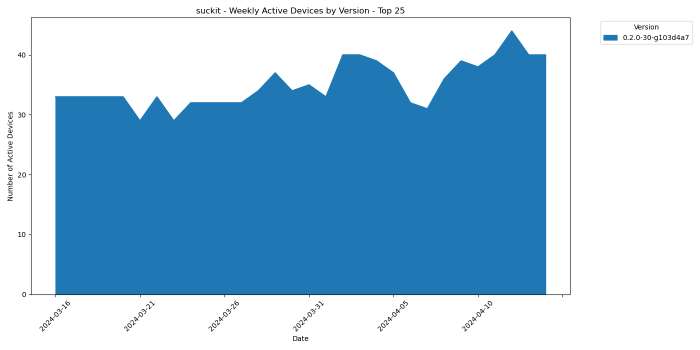 suckit - Weekly Active Devices by Version - Top 25
Version
0.2.0-30-g103d4a7
Number of Active Devices
40
30
20
10
0
2024-03-16
2024-03-21
2024-03-26
2024-03-31
2024-04-05
2024-04-10
Date